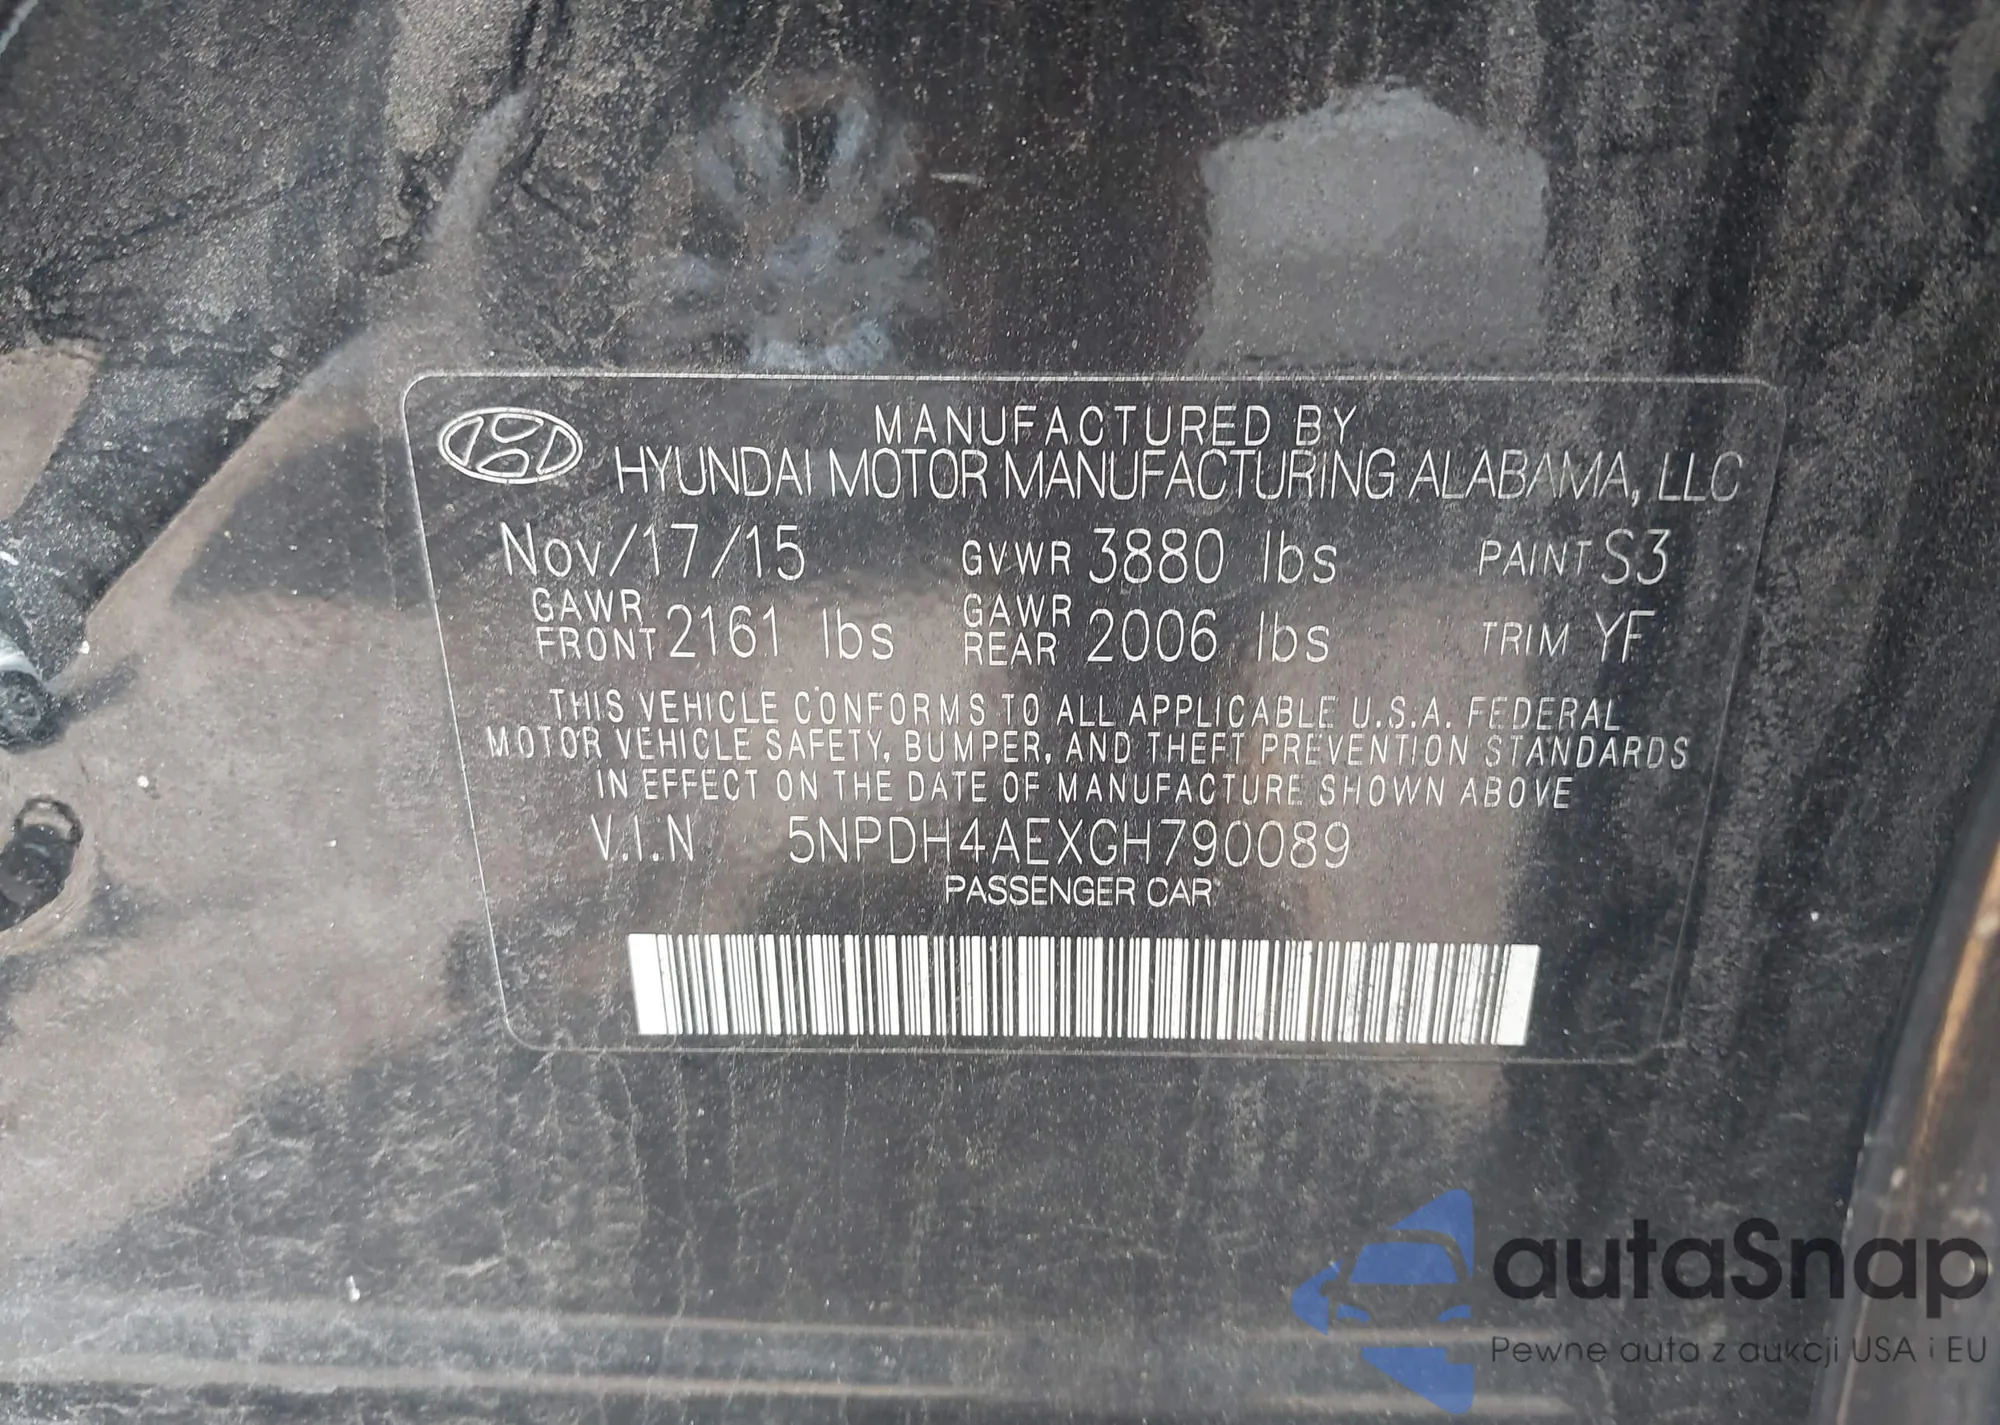 MANUFACTURED BY
HYUNDAI MOTOR MANUFACTURING ALABAMA, LLC
Nov/17/15 GVWR 3880 lbs PAINT S3
GAWR FRONT 2161 lbs GAWR REAR 2006 lbs TRIM YF
THIS VEHICLE CONFORMS TO ALL APPLICABLE U.S.A. FEDERAL
MOTOR VEHICLE SAFETY, BUMPER, AND THEFT PREVENTION STANDARDS
IN EFFECT ON THE DATE OF MANUFACTURE SHOWN ABOVE
V.I.N 5NPDH4AEXGH790089
PASSENGER CAR
autaSnap
Pewne auta z aukcji USA i EU